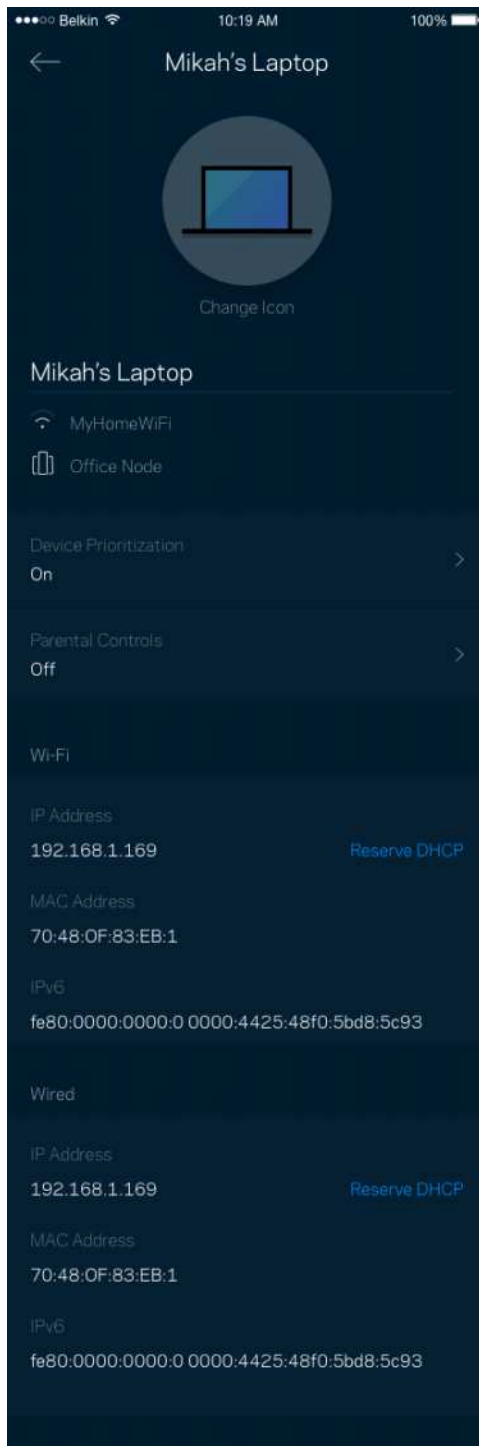 Belkin 10:19 AM 100%
Mikah's Laptop
Change Icon
Mikah's Laptop
MyHomeWiFi
Office Node
Device Prioritization
On
Parental Controls
Off
Wi-Fi
IP Address
192.168.1.169 Reserve DHCP
MAC Address
70:48:0F:83:EB:1
IPv6
fe80:0000:0000:0 0000:4425:48f0:5bd8:5c93
Wired
IP Address
192.168.1.169 Reserve DHCP
MAC Address
70:48:0F:83:EB:1
IPv6
fe80:0000:0000:0 0000:4425:48f0:5bd8:5c93